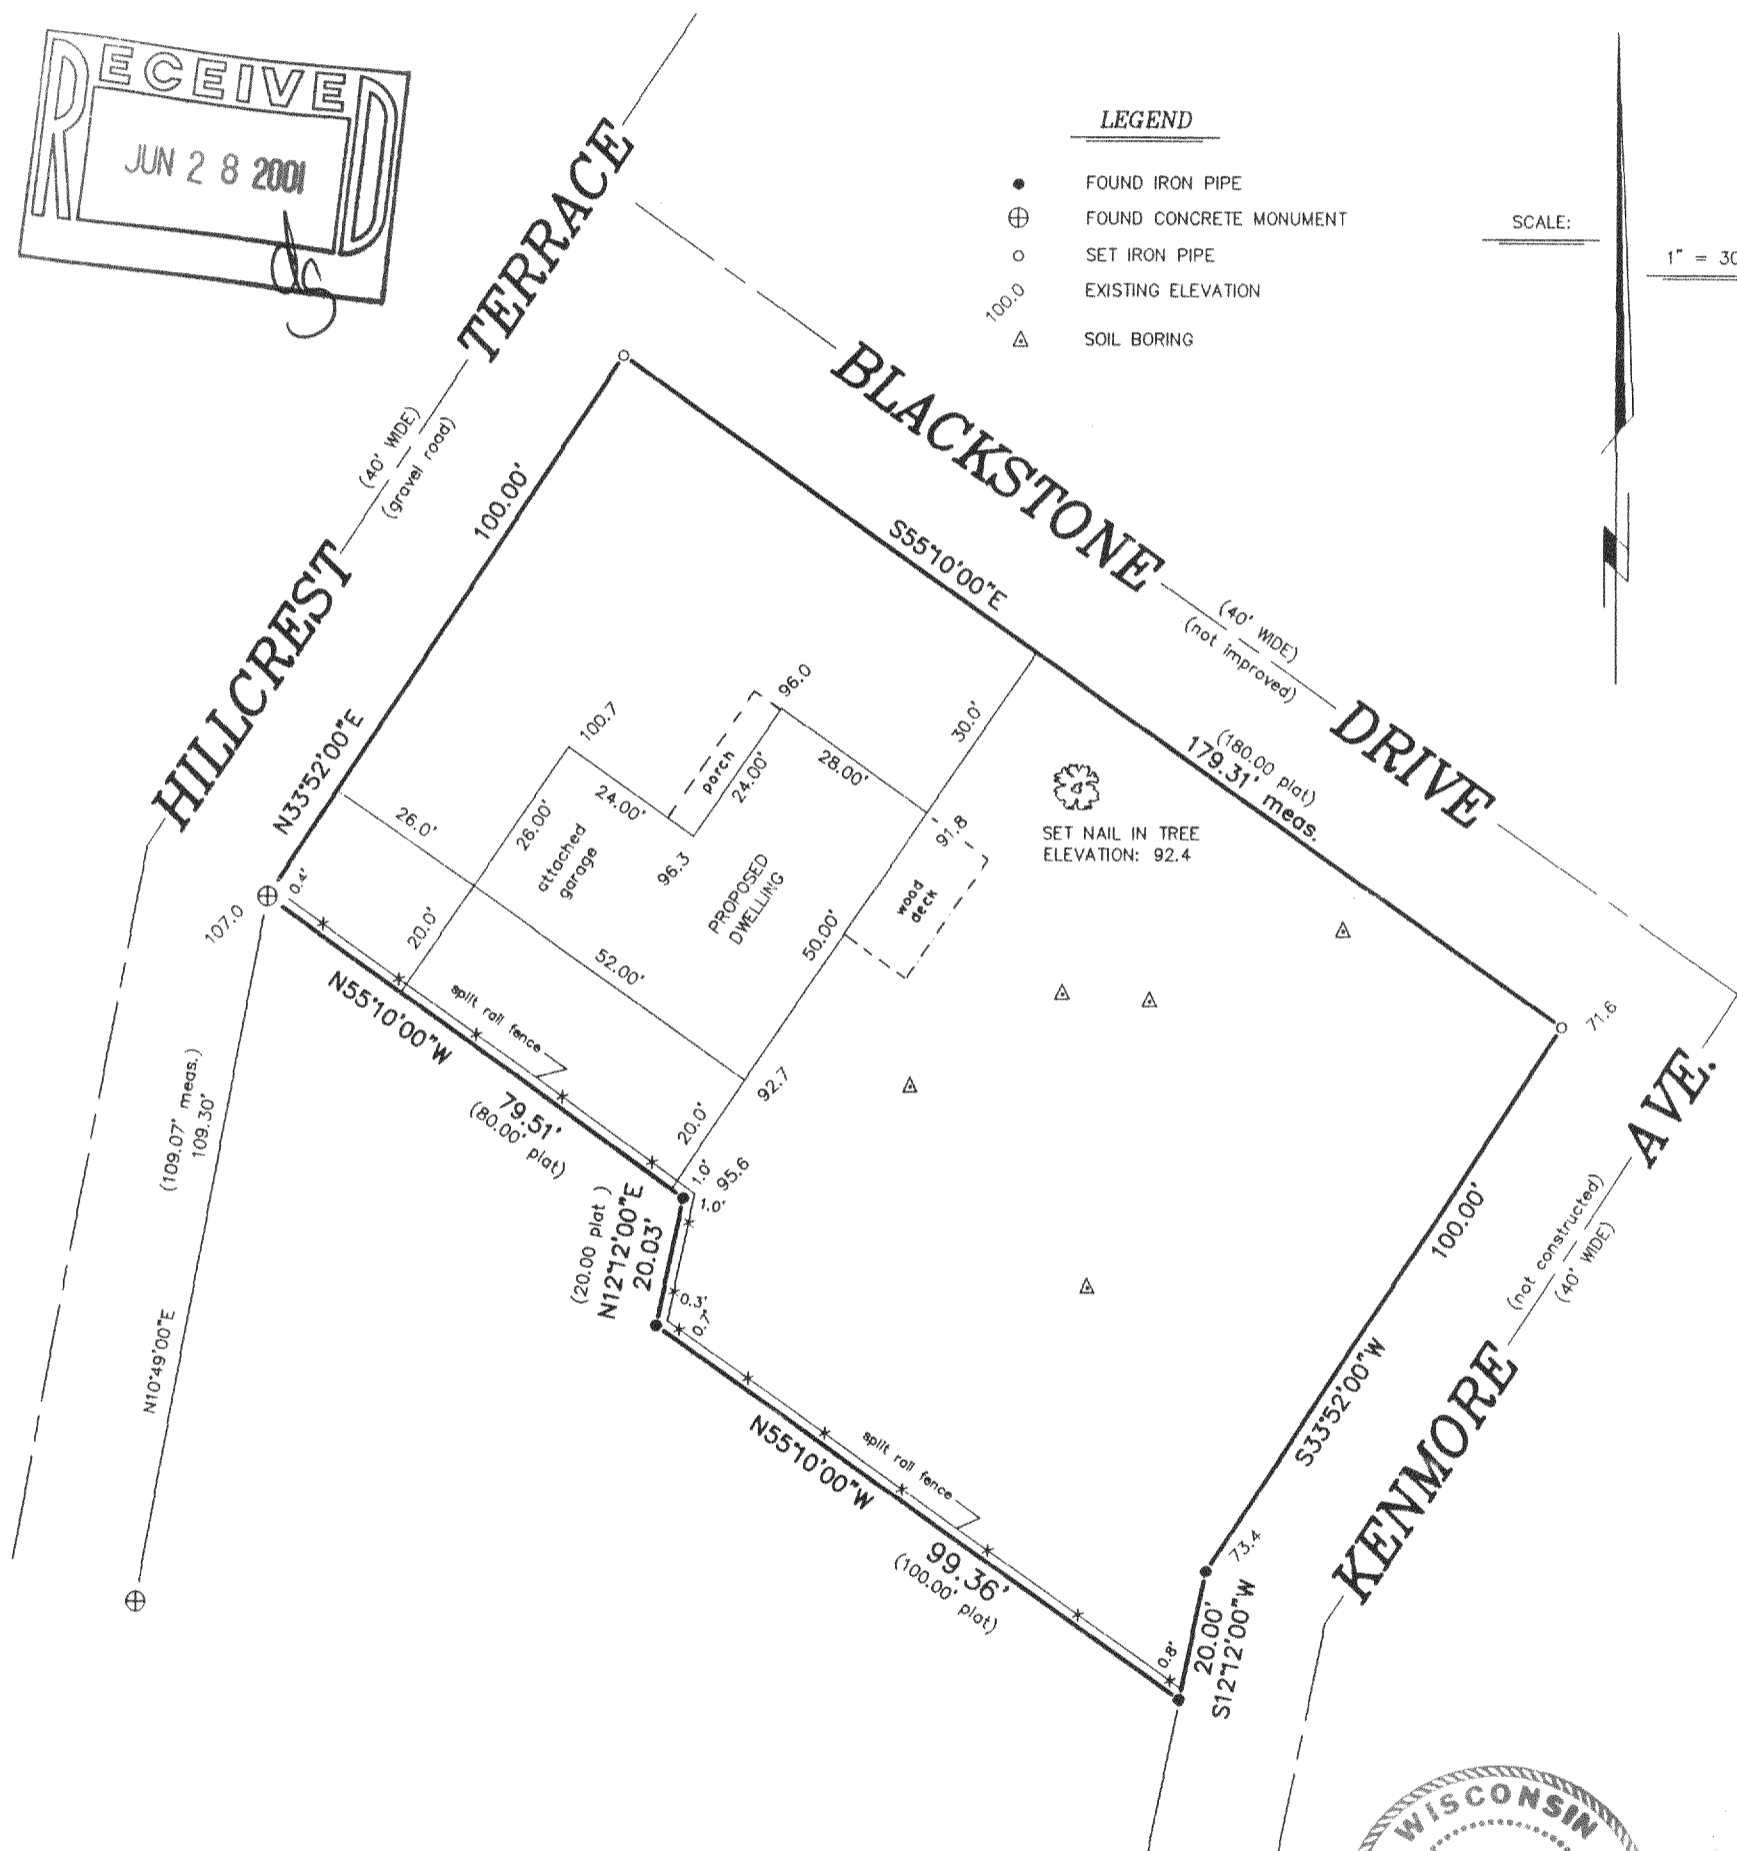 RECEIVED
JUN 28 2001
ds
LEGEND
FOUND IRON PIPE
FOUND CONCRETE MONUMENT
SET IRON PIPE
100.0 EXISTING ELEVATION
SOIL BORING
SCALE:
1" = 30
HILLCREST TERRACE
(40' WIDE)
(gravel road)
BLACKSTONE DRIVE
(40' WIDE)
(not improved)
100.00'
N33°52'00"E
S55°10'00"E
(180.00 plat)
179.31' meas.
96.0
100.7
porch
24.00'
28.00'
30.0'
24.00'
26.00'
attached
garage
26.0'
96.3
PROPOSED
DWELLING
91.8
wood
deck
50.00'
SET NAIL IN TREE
ELEVATION: 92.4
0.4'
107.0
20.0'
52.00'
split rail fence
N55°10'00"W
79.51'
(80.00' plat)
92.7
20.0'
1.0'
95.6
1.0'
(20.00 plat )
N12°12'00"E
20.03'
0.3'
0.7'
(109.07' meas.)
109.30'
N10°49'00"E
71.6
KENMORE AVE.
(not constructed)
(40' WIDE)
100.00'
S33°52'00"W
split rail fence
N55°10'00"W
99.36'
(100.00' plat)
73.4
0.8'
20.00'
S12°12'00"W
WISCONSIN